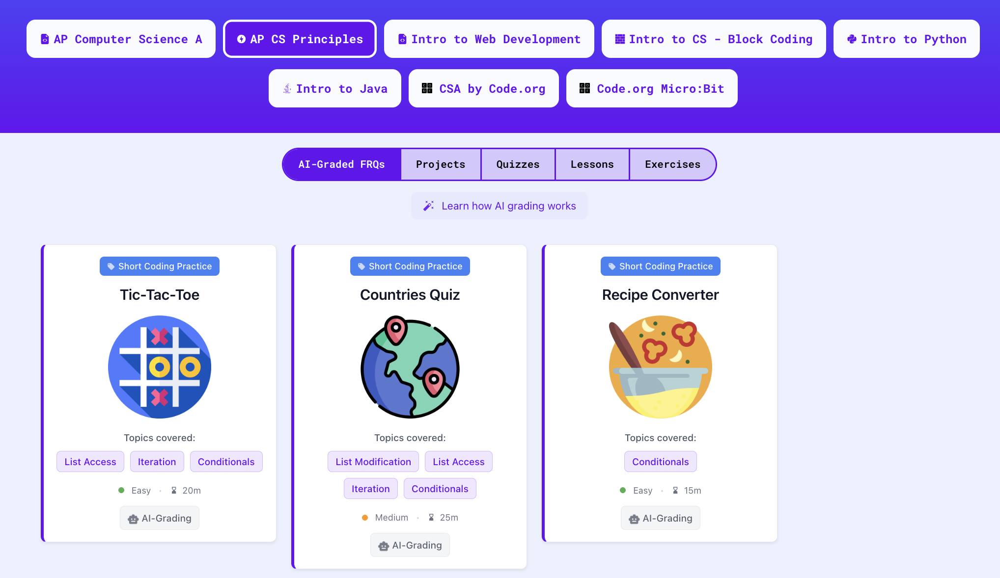 AP Computer Science A
AP CS Principles
Intro to Web Development
Intro to CS - Block Coding
Intro to Python
Intro to Java
CODE
CSA by Code.org
CODE
Code.org Micro:Bit
AI-Graded FRQs
Projects
Quizzes
Lessons
Exercises
Learn how AI grading works
Short Coding Practice
Tic-Tac-Toe
Topics covered:
List Access
Iteration
Conditionals
Easy
20m
AI-Grading
Short Coding Practice
Countries Quiz
Topics covered:
List Modification
List Access
Iteration
Conditionals
Medium
25m
AI-Grading
Short Coding Practice
Recipe Converter
Topics covered:
Conditionals
Easy
15m
AI-Grading